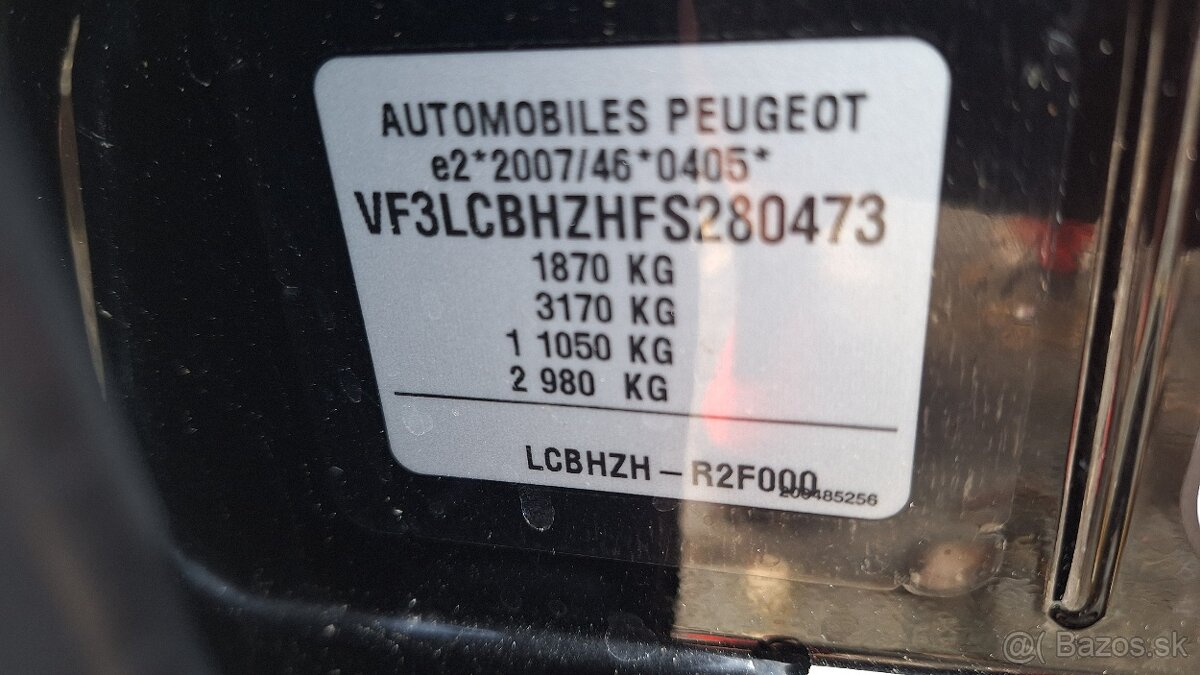 AUTOMOBILES PEUGEOT
e2*2007/46*0405*
VF3LCBHZHFS280473
1870 KG
3170 KG
1 1050 KG
2 980 KG
LCBHZH - R2F000
209485256
Bazos.sk